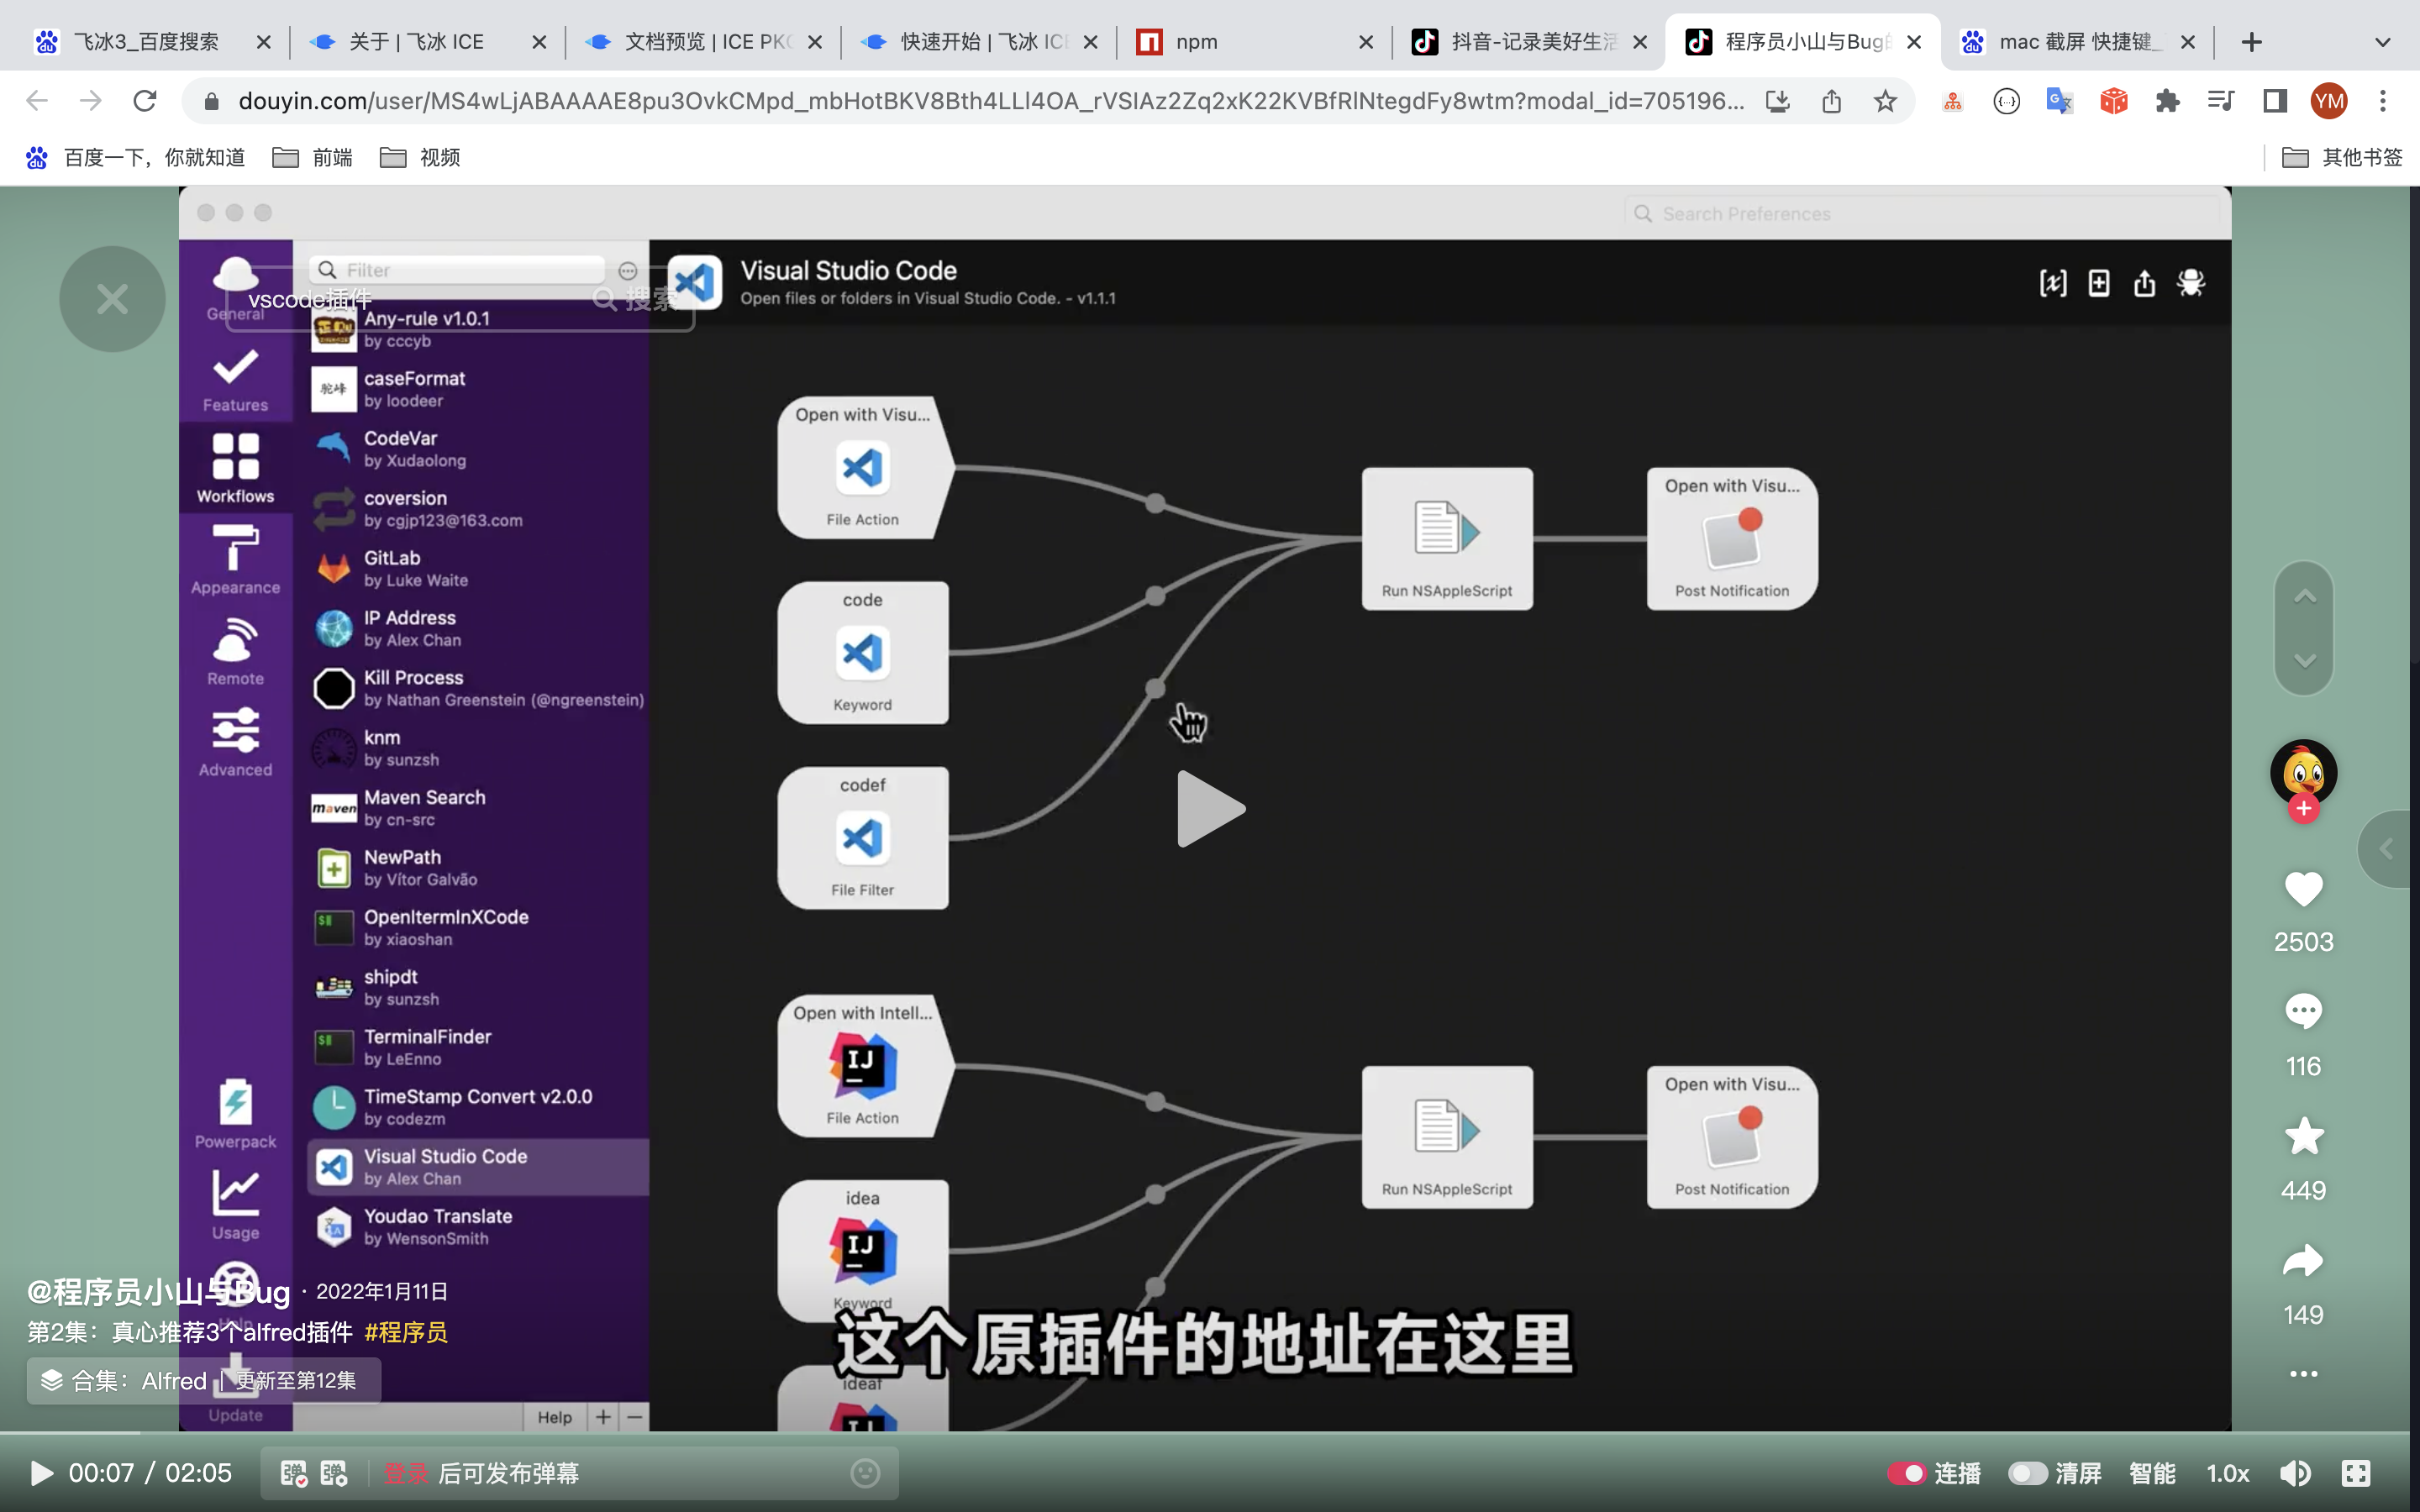 飞冰3_百度搜索
关于 | 飞冰 ICE
文档预览 | ICE PKG
快速开始 | 飞冰 ICE
npm
抖音-记录美好生活
程序员小山与Bug的
mac 截屏 快捷键_
douyin.com/user/MS4wLjABAAAAE8pu3OvkCMpd_mbHotBKV8Bth4LLl4OA_rVSIAz2Zq2xK22KVBfRlNtegdFy8wtm?modal_id=705196...
YM
百度一下，你就知道
前端
视频
其他书签
Search Preferences
Filter
vscode插件
搜索
General
Features
Workflows
Appearance
Remote
Advanced
Powerpack
Usage
Help
Update
Any-rule v1.0.1
by cccyb
驼峰
caseFormat
by loodeer
CodeVar
by Xudaolong
coversion
by cgjp123@163.com
GitLab
by Luke Waite
IP Address
by Alex Chan
Kill Process
by Nathan Greenstein (@ngreenstein)
knm
by sunzsh
maven
Maven Search
by cn-src
NewPath
by Vítor Galvão
OpenItermInXCode
by xiaoshan
shipdt
by sunzsh
TerminalFinder
by LeEnno
TimeStamp Convert v2.0.0
by codezm
Visual Studio Code
by Alex Chan
Youdao Translate
by WensonSmith
Help
Visual Studio Code
Open files or folders in Visual Studio Code. - v1.1.1
Open with Visu...
File Action
code
Keyword
codef
File Filter
Run NSAppleScript
Open with Visu...
Post Notification
Open with Intell...
IJ
File Action
idea
IJ
Keyword
ideaf
IJ
Run NSAppleScript
Open with Visu...
Post Notification
这个原插件的地址在这里
2503
116
449
149
@程序员小山与Bug · 2022年1月11日
第2集：真心推荐3个alfred插件 #程序员
合集：Alfred | 更新至第12集
00:07 / 02:05
弹 弹
登录 后可发布弹幕
连播
清屏
智能
1.0x